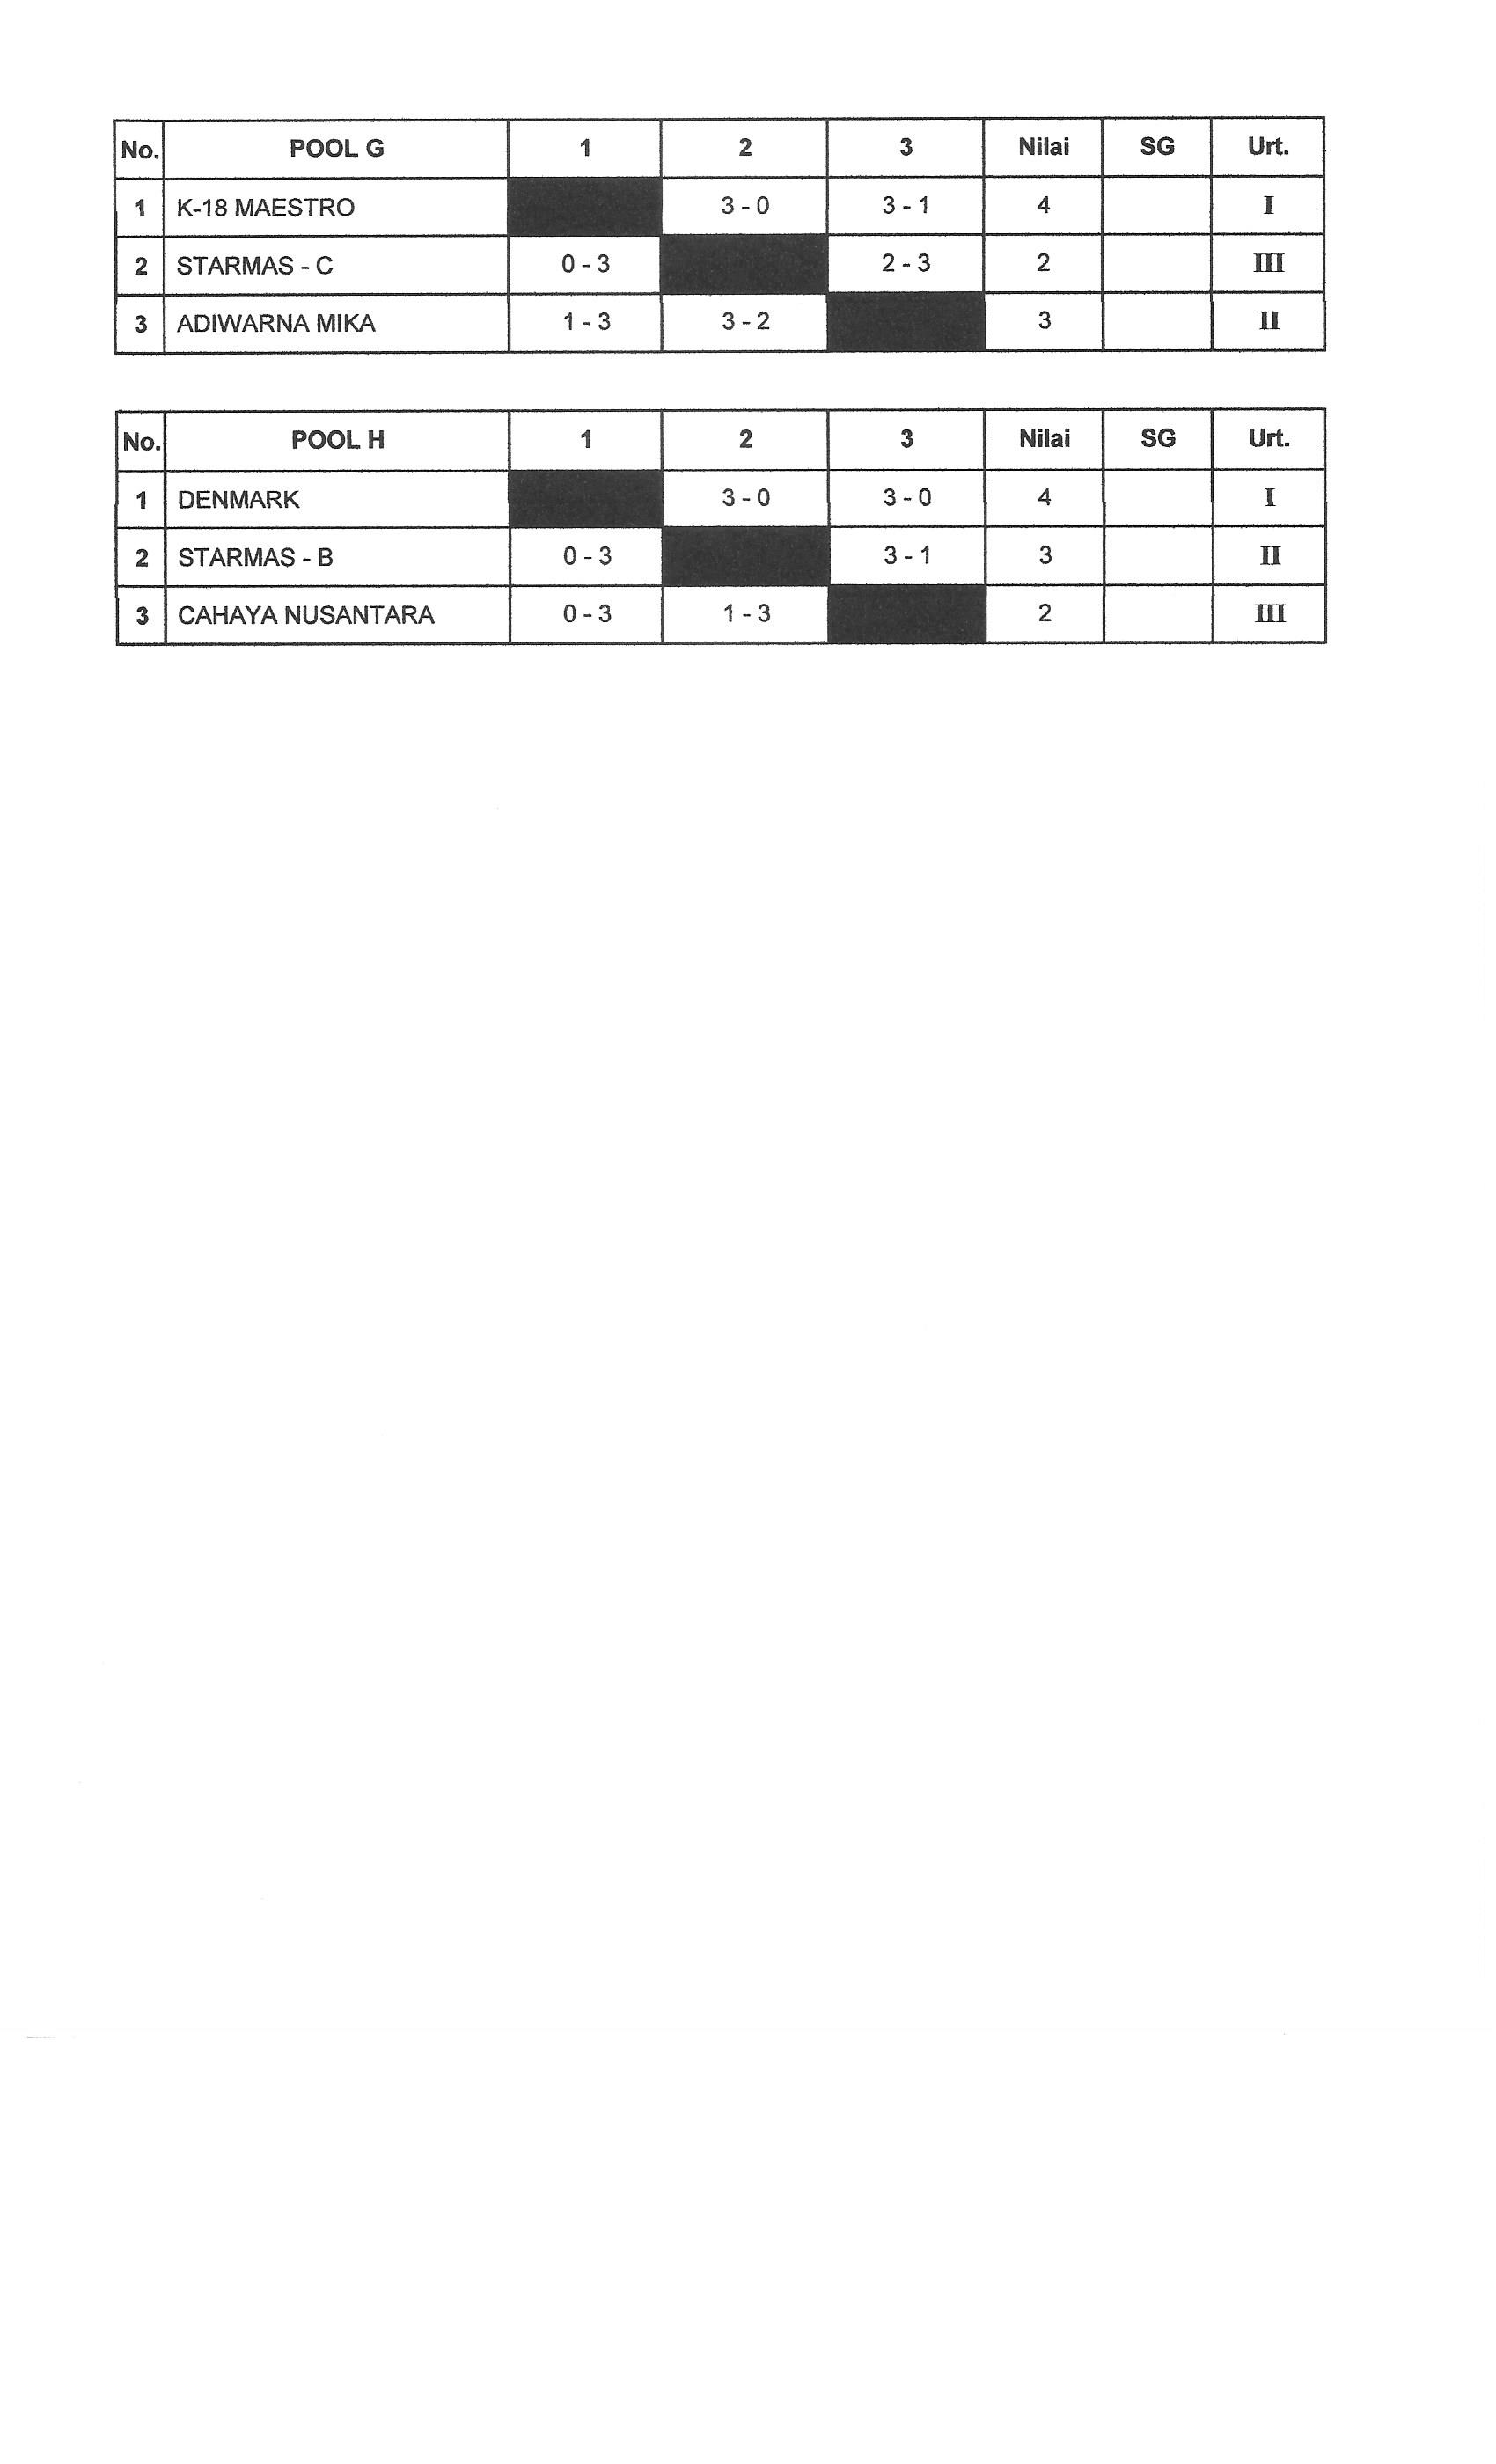 No. POOL G 1 2 3 Nilai SG Urt.
1 K-18 MAESTRO 3 - 0 3 - 1 4 I
2 STARMAS - C 0 - 3 2 - 3 2 III
3 ADIWARNA MIKA 1 - 3 3 - 2 3 II
No. POOL H 1 2 3 Nilai SG Urt.
1 DENMARK 3 - 0 3 - 0 4 I
2 STARMAS - B 0 - 3 3 - 1 3 II
3 CAHAYA NUSANTARA 0 - 3 1 - 3 2 III